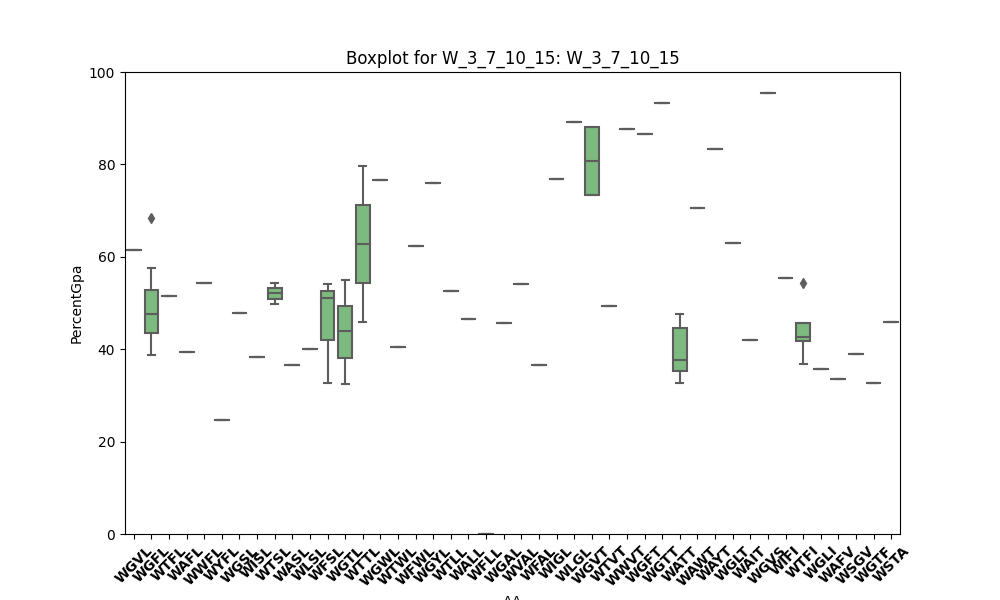 Boxplot for W_3_7_10_15: W_3_7_10_15
PercentGpa
100
80
60
40
20
0
WGVL
WGFL
WTFL
WAFL
WWFL
WYFL
WGSL
WISL
WTSL
WASL
WLSL
WFSL
WGTL
WTTL
WGWL
WTWL
WFWL
WGYL
WTLL
WALL
WFLL
WGAL
WVAL
WFAL
WIGL
WLGL
WGVT
WTVT
WWVT
WGFT
WGTT
WATT
WAWT
WAYT
WGLT
WAIT
WGVS
WIFI
WTFI
WGLI
WAFV
WSGV
WGTF
WSTA
AA